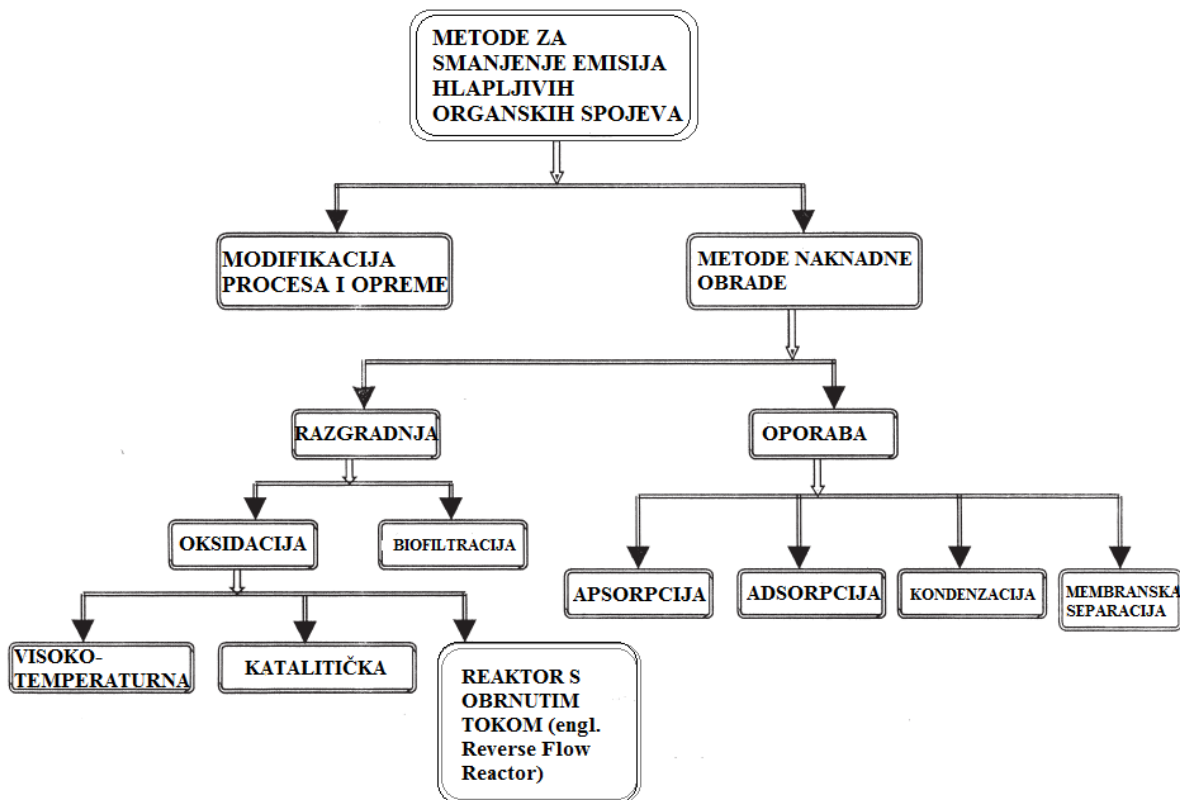 METODE ZA
SMANJENJE EMISIJA
HLAPLJIVIH
ORGANSKIH SPOJEVA
MODIFIKACIJA
PROCESA I OPREME
METODE NAKNADNE
OBRADE
RAZGRADNJA
OPORABA
OKSIDACIJA
BIOFILTRACIJA
APSORPCIJA
ADSORPCIJA
KONDENZACIJA
MEMBRANSKA
SEPARACIJA
VISOKO-
TEMPERATURNA
KATALITIČKA
REAKTOR S
OBRNUTIM
TOKOM (engl.
Reverse Flow
Reactor)